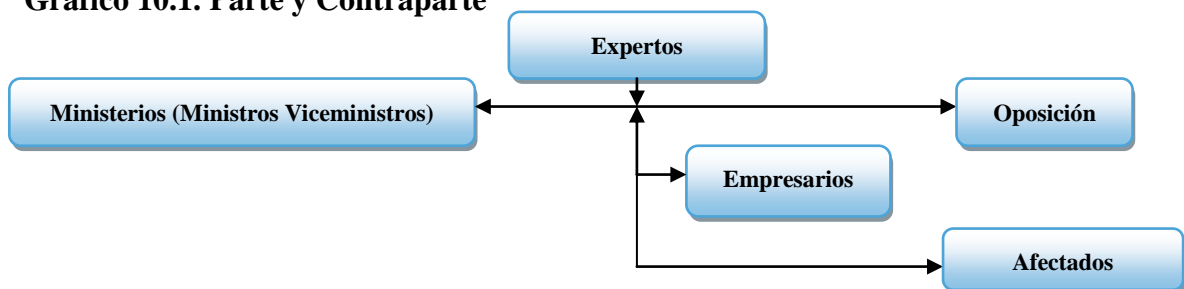 Gráfico 10.1. Parte y Contraparte
Expertos
Ministerios (Ministros Viceministros)
Oposición
Empresarios
Afectados